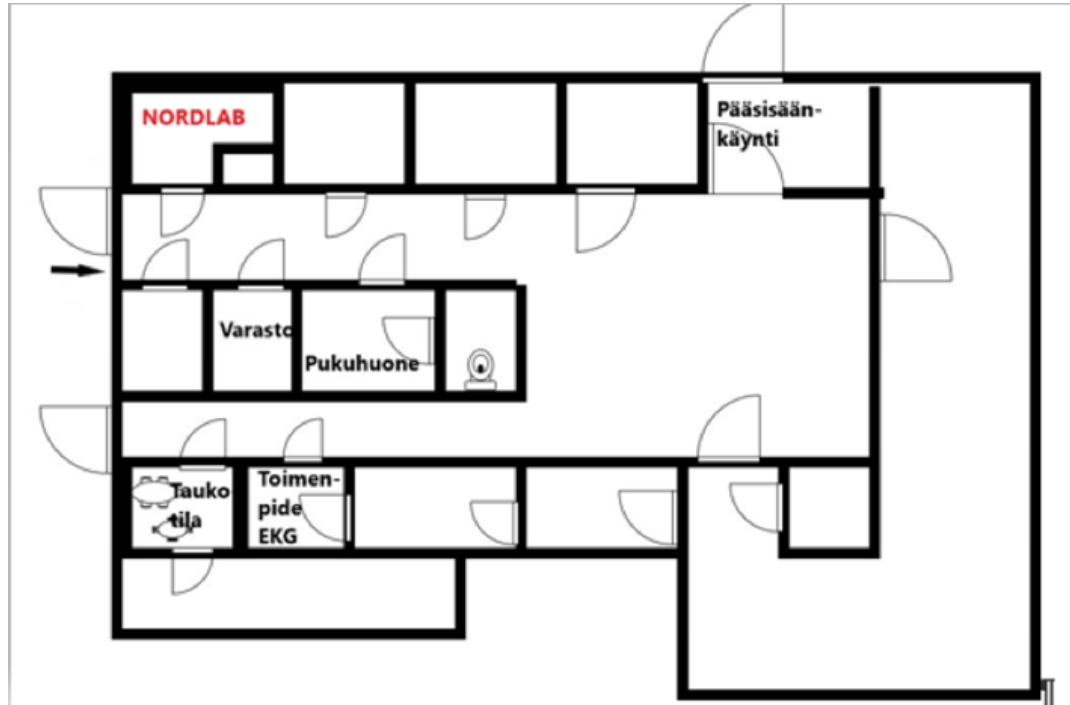 NORDLAB
Pääsisään-
käynti
Varasto
Pukuhuone
Tauko
tila
Toimen-
pide
EKG